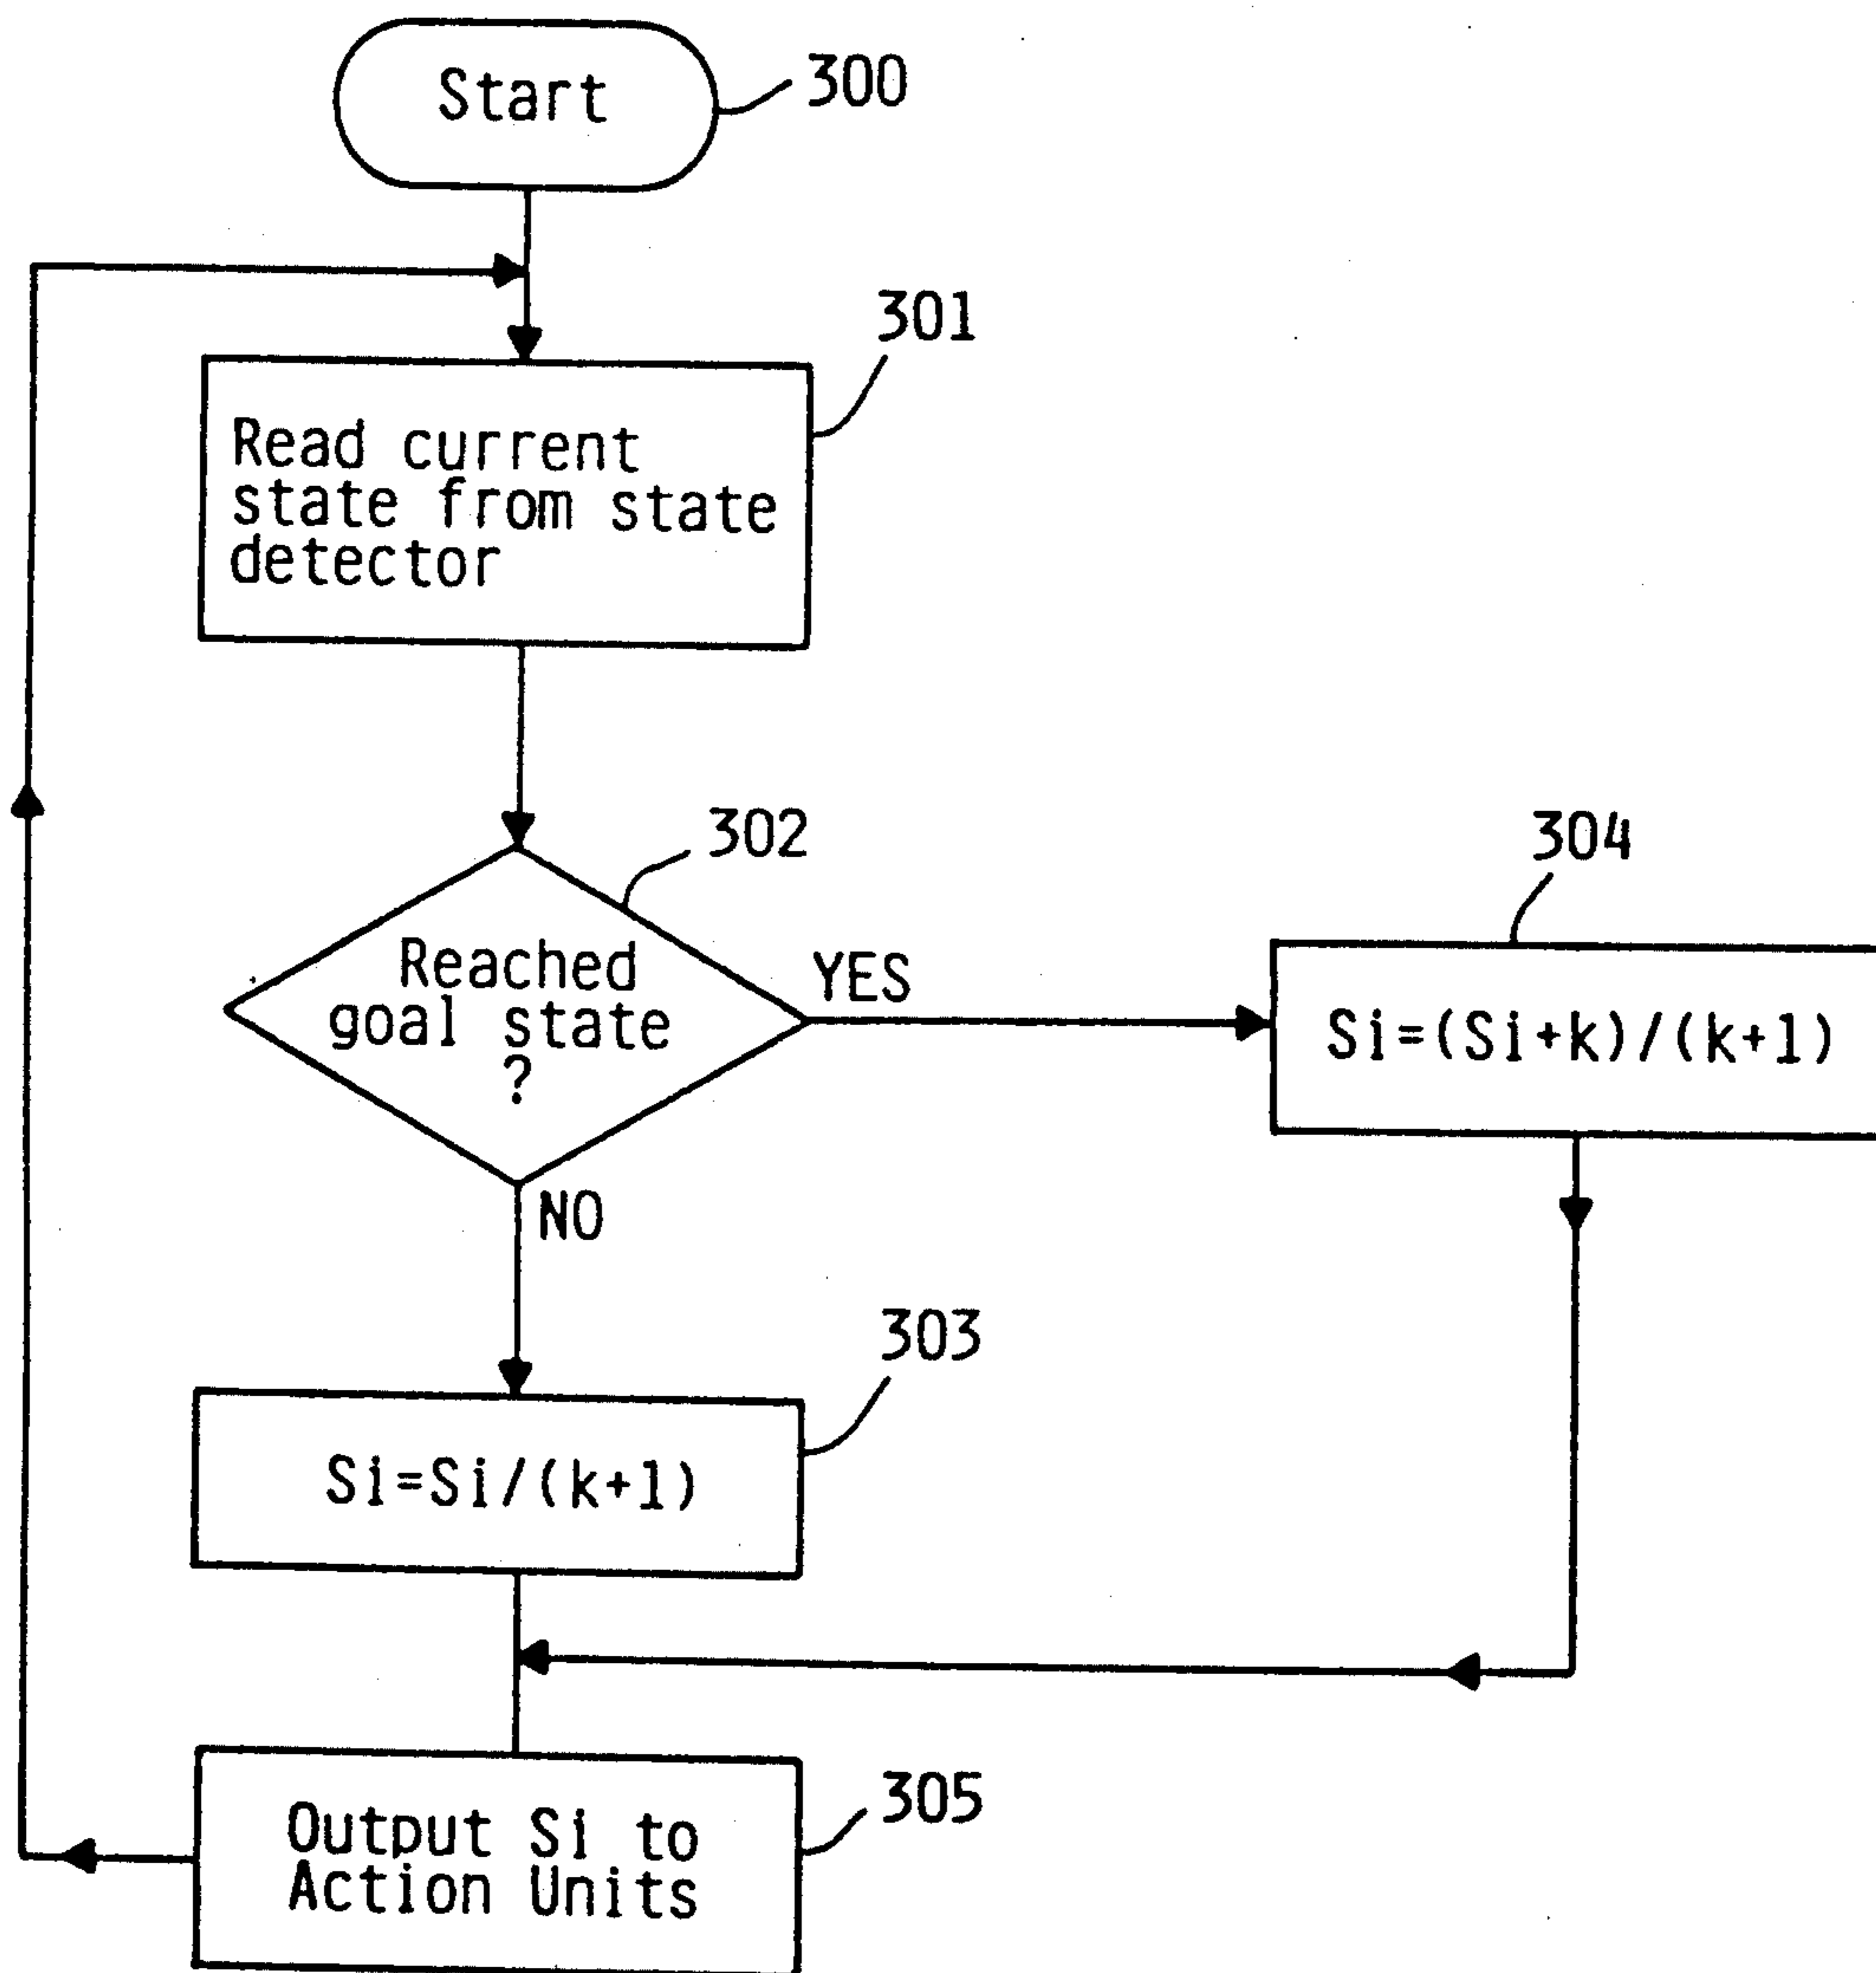 Start
300
301
Read current
state from state
detector
302
Reached
goal state
?
YES
304
Si=(Si+k)/(k+1)
NO
303
Si=Si/(k+1)
305
Output Si to
Action Units